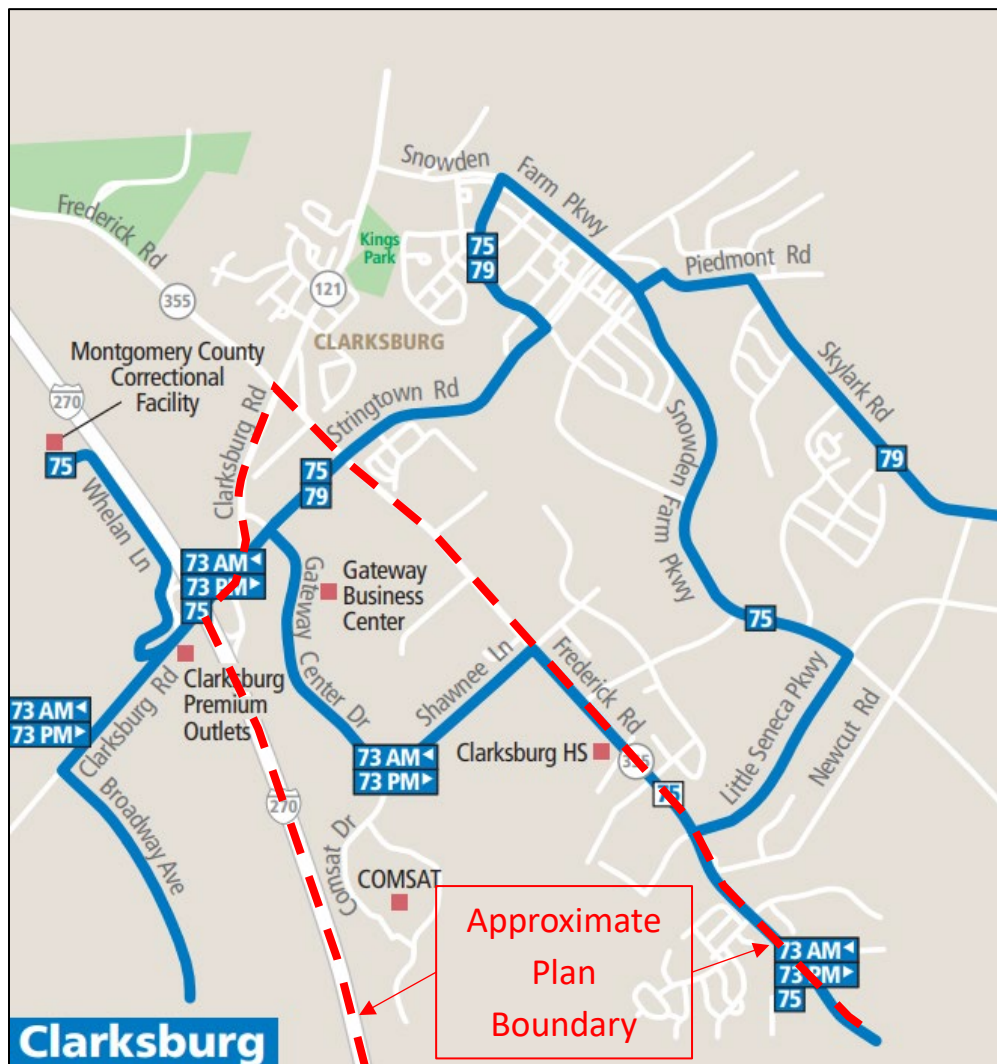 Snowden
Farm Pkwy
Frederick Rd
Kings
Park
75
79
Piedmont Rd
355
121
CLARKSBURG
Montgomery County
Correctional
Facility
270
Clarksburg Rd
Stringtown Rd
Skylark Rd
75
75
79
79
Snowden Farm
Pkwy
Whelan Ln
73 AM
73 PM
75
Gateway
Business
Center
Gateway Center Dr
75
Clarksburg
Premium
Outlets
Shawnee Ln
Frederick Rd
Little Seneca Pkwy
Newcut Rd
73 AM
73 PM
Clarksburg Rd
73 AM
73 PM
Clarksburg HS
355
75
Broadway Ave
270
Comsat Dr
COMSAT
Approximate
Plan
Boundary
73 AM
73 PM
75
Clarksburg